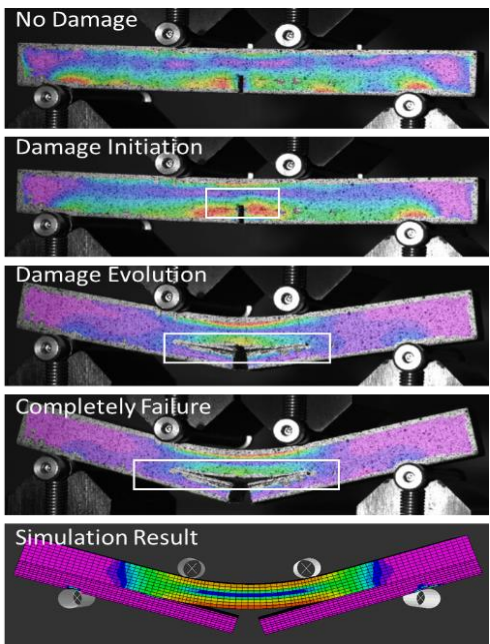 No Damage
Damage Initiation
Damage Evolution
Completely Failure
Simulation Result